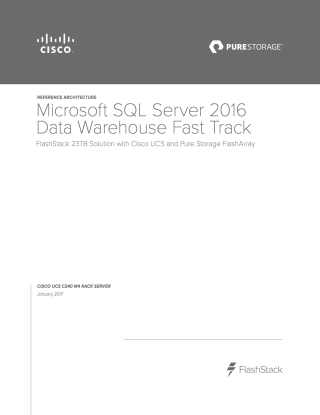 CISCO
PURESTORAGE
REFERENCE ARCHITECTURE
Microsoft SQL Server 2016
Data Warehouse Fast Track
FlashStack 23TB Solution with Cisco UCS and Pure Storage FlashArray
CISCO UCS C240 M4 RACK SERVER
January 2017
FlashStack